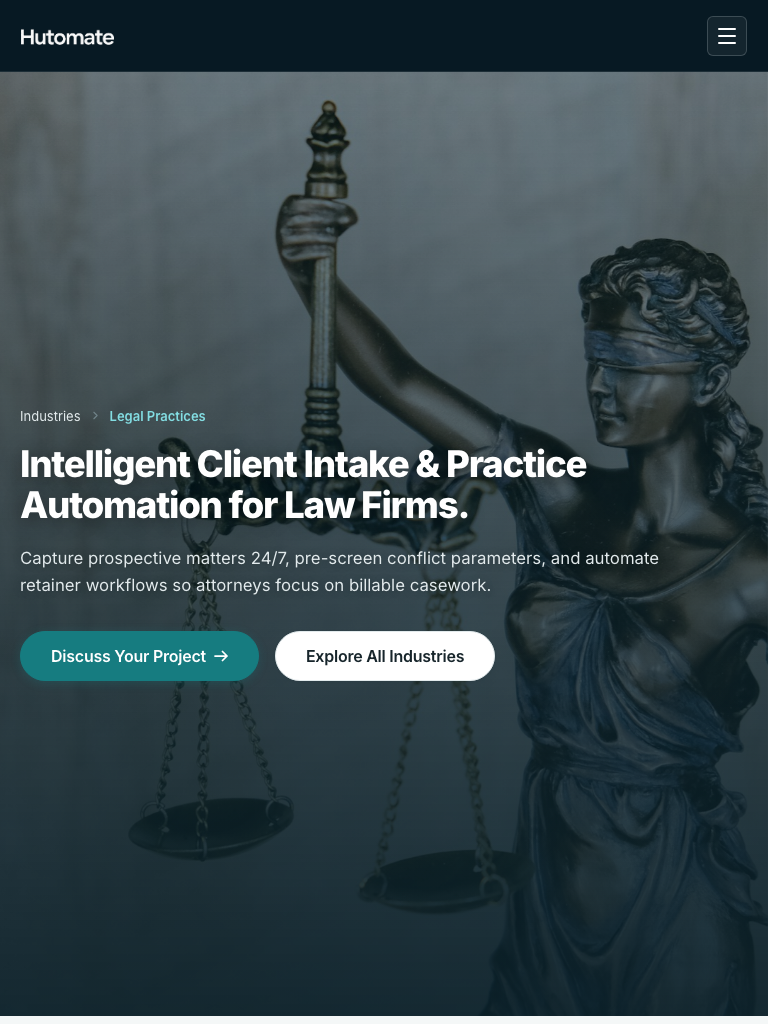 Hutomate
Industries > Legal Practices
Intelligent Client Intake & Practice
Automation for Law Firms.
Capture prospective matters 24/7, pre-screen conflict parameters, and automate
retainer workflows so attorneys focus on billable casework.
Discuss Your Project →
Explore All Industries